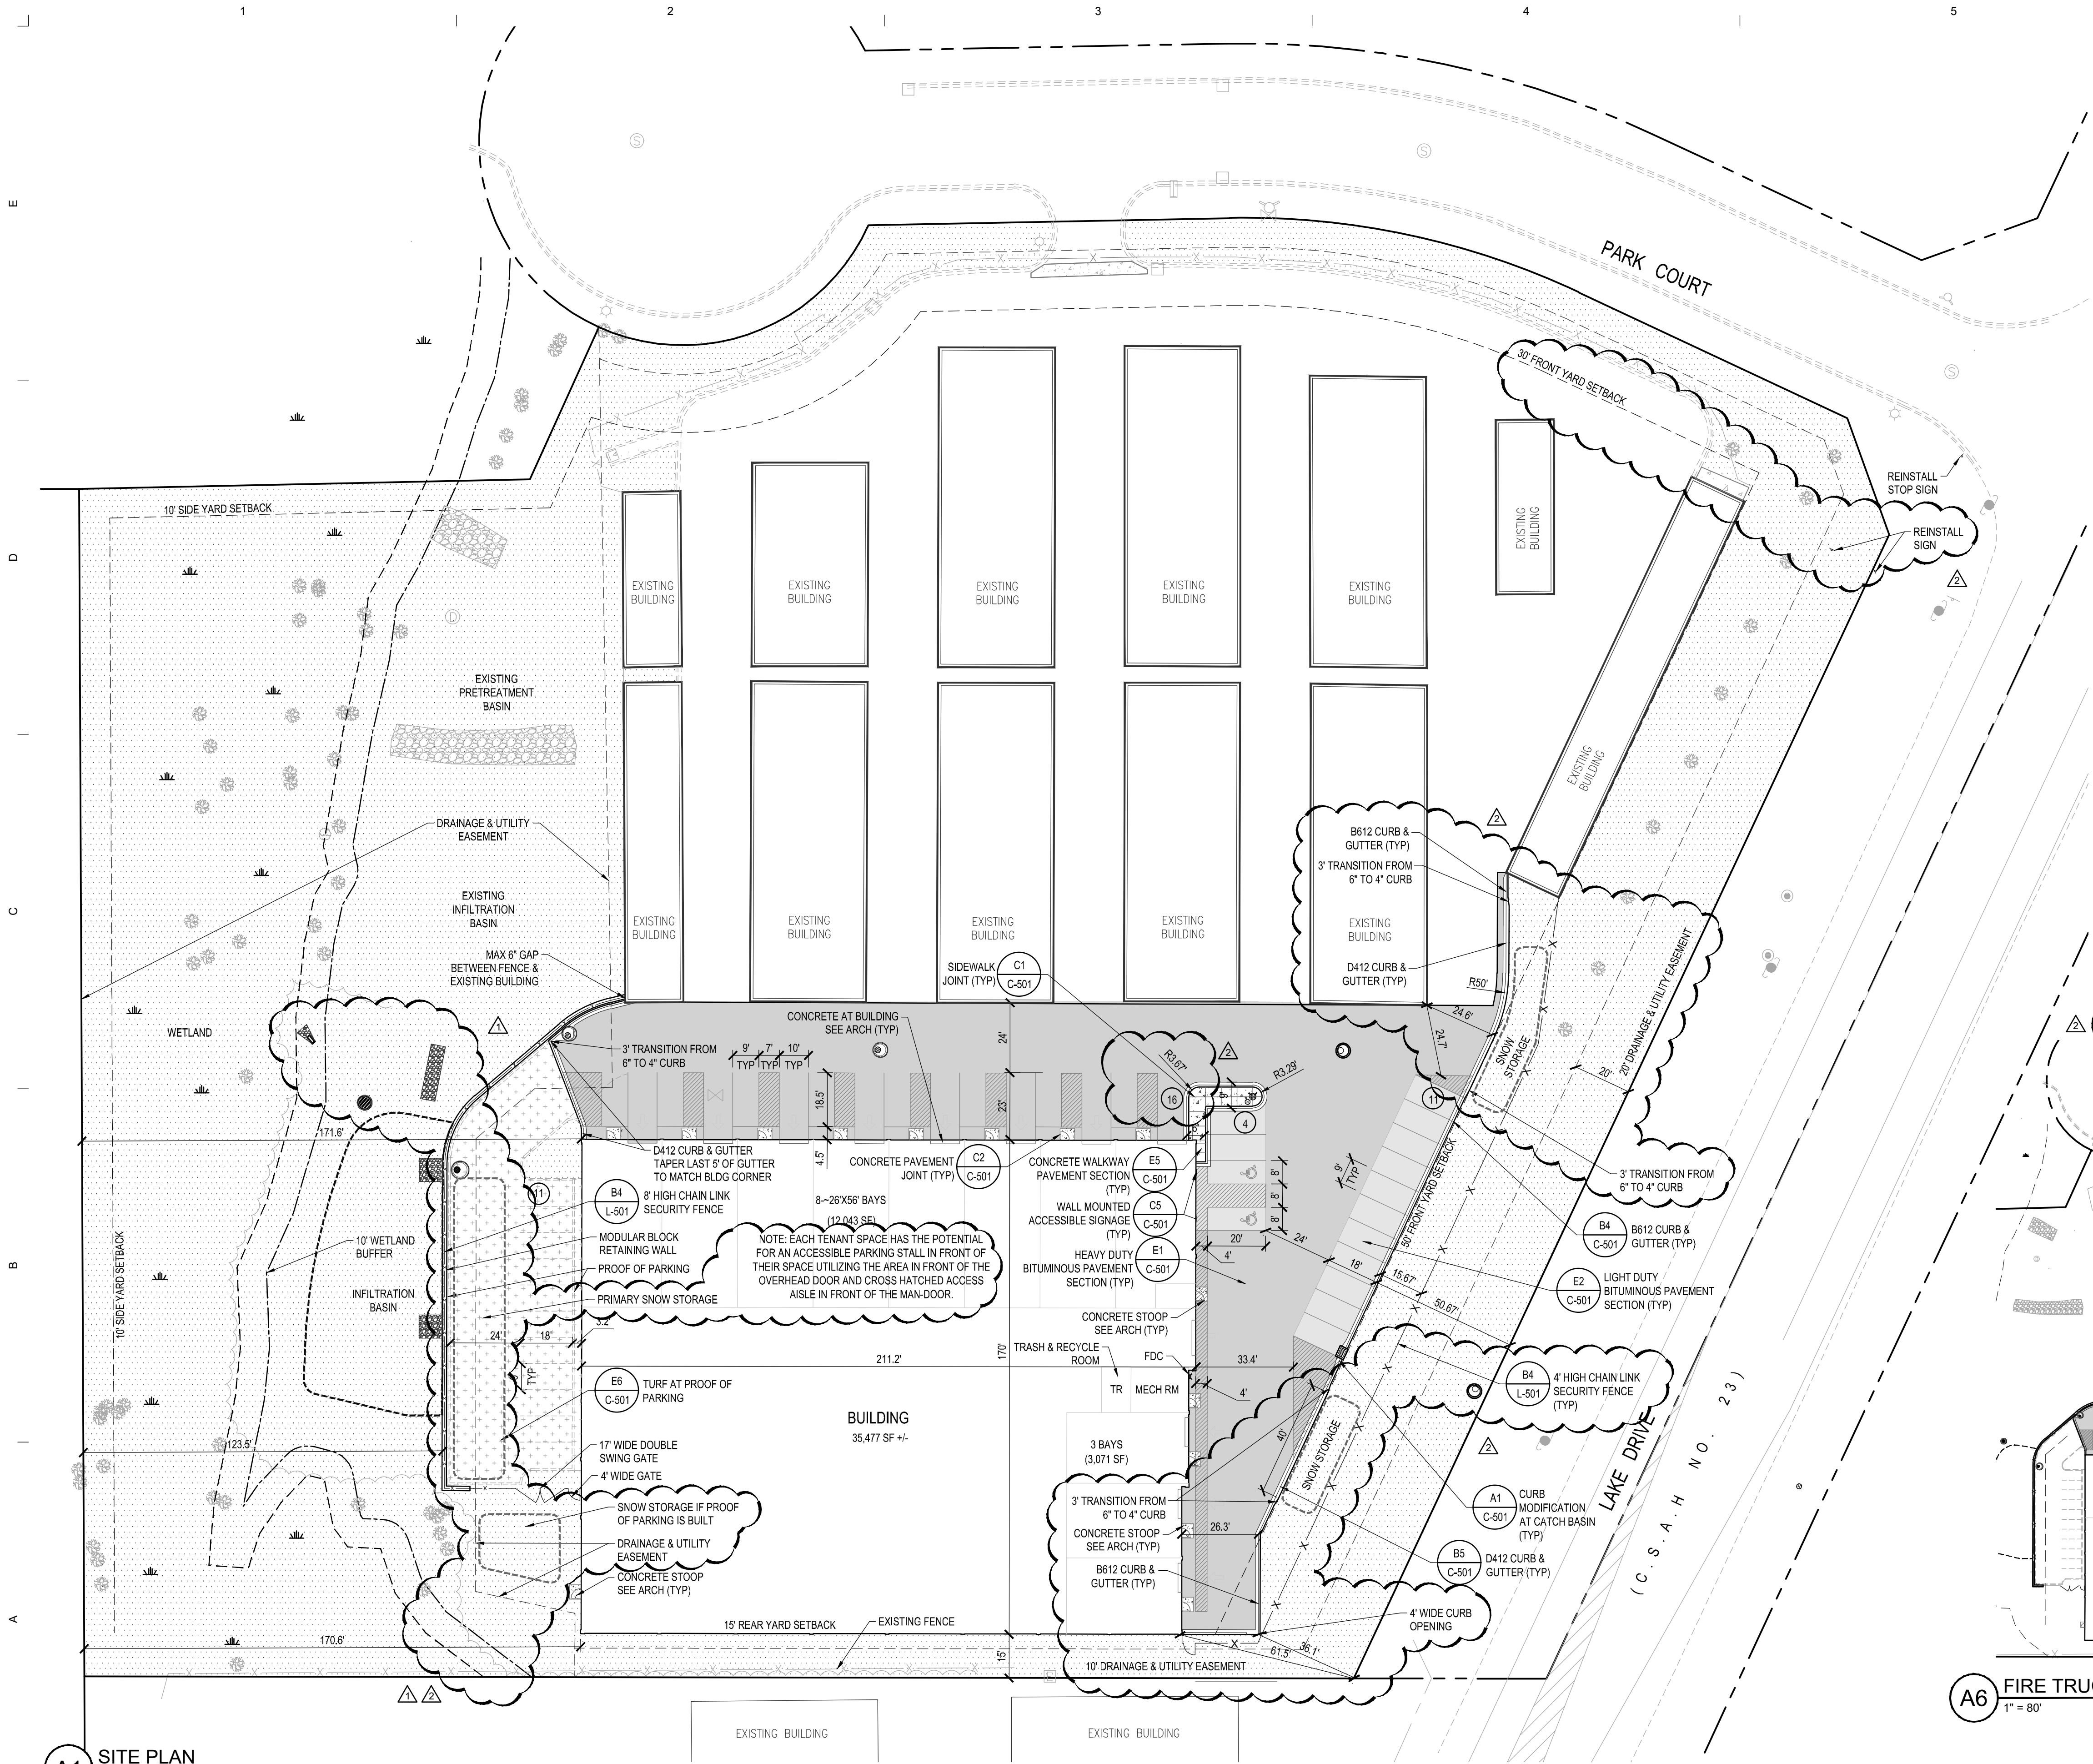 1
2
3
4
5
E
D
C
B
A
PARK COURT
30' FRONT YARD SETBACK
REINSTALL
STOP SIGN
REINSTALL
SIGN
2
10' SIDE YARD SETBACK
EXISTING
BUILDING
EXISTING
BUILDING
EXISTING
BUILDING
EXISTING
BUILDING
EXISTING
BUILDING
EXISTING
BUILDING
EXISTING
BUILDING
S
S
S
D
EXISTING
PRETREATMENT
BASIN
DRAINAGE & UTILITY
EASEMENT
EXISTING
INFILTRATION
BASIN
MAX 6" GAP
BETWEEN FENCE &
EXISTING BUILDING
WETLAND
1
EXISTING
BUILDING
EXISTING
BUILDING
EXISTING
BUILDING
EXISTING
BUILDING
EXISTING
BUILDING
2
B612 CURB &
GUTTER (TYP)
3' TRANSITION FROM
6" TO 4" CURB
D412 CURB &
GUTTER (TYP)
R50'
24.6'
24.7'
SNOW
STORAGE
20' DRAINAGE & UTILITY EASEMENT
20'
11
SIDEWALK
JOINT (TYP)
C1
C-501
CONCRETE AT BUILDING
SEE ARCH (TYP)
3' TRANSITION FROM
6" TO 4" CURB
9'
TYP
7'
TYP
10'
TYP
24'
23'
18.5'
4.5'
R3.67'
2
R3.29'
16
9'
4
6'
171.6'
D412 CURB & GUTTER
TAPER LAST 5' OF GUTTER
TO MATCH BLDG CORNER
CONCRETE PAVEMENT
JOINT (TYP)
C2
C-501
CONCRETE WALKWAY
PAVEMENT SECTION
(TYP)
E5
C-501
8'
8'
8'
9'
TYP
50' FRONT YARD SETBACK
3' TRANSITION FROM
6" TO 4" CURB
11
B4
L-501
8' HIGH CHAIN LINK
SECURITY FENCE
8-~26'X56' BAYS
(12,043 SF)
WALL MOUNTED
ACCESSIBLE SIGNAGE
(TYP)
C5
C-501
B4
C-501
B612 CURB &
GUTTER (TYP)
10' WETLAND
BUFFER
MODULAR BLOCK
RETAINING WALL
PROOF OF PARKING
PRIMARY SNOW STORAGE
NOTE: EACH TENANT SPACE HAS THE POTENTIAL
FOR AN ACCESSIBLE PARKING STALL IN FRONT OF
THEIR SPACE UTILIZING THE AREA IN FRONT OF THE
OVERHEAD DOOR AND CROSS HATCHED ACCESS
AISLE IN FRONT OF THE MAN-DOOR.
HEAVY DUTY
BITUMINOUS PAVEMENT
SECTION (TYP)
E1
C-501
20'
4'
24'
18'
15.67'
50.67'
E2
C-501
LIGHT DUTY
BITUMINOUS PAVEMENT
SECTION (TYP)
INFILTRATION
BASIN
10' SIDE YARD SETBACK
24'
18'
3.2'
TYP
CONCRETE STOOP
SEE ARCH (TYP)
TRASH & RECYCLE
ROOM
FDC
211.2'
170'
33.4'
TR
MECH RM
4'
B4
L-501
4' HIGH CHAIN LINK
SECURITY FENCE
(TYP)
E6
C-501
TURF AT PROOF OF
PARKING
BUILDING
35,477 SF +/-
3 BAYS
(3,071 SF)
40'
SNOW STORAGE
2
LAKE DRIVE
(C.S.A.H NO. 23)
123.5'
17' WIDE DOUBLE
SWING GATE
4' WIDE GATE
SNOW STORAGE IF PROOF
OF PARKING IS BUILT
DRAINAGE & UTILITY
EASEMENT
CONCRETE STOOP
SEE ARCH (TYP)
3' TRANSITION FROM
6" TO 4" CURB
CONCRETE STOOP
SEE ARCH (TYP)
26.3'
B612 CURB &
GUTTER (TYP)
A1
C-501
CURB
MODIFICATION
AT CATCH BASIN
(TYP)
B5
C-501
D412 CURB &
GUTTER (TYP)
4' WIDE CURB
OPENING
170.6'
15' REAR YARD SETBACK
EXISTING FENCE
15'
61.5'
36.1'
10' DRAINAGE & UTILITY EASEMENT
1
2
EXISTING BUILDING
EXISTING BUILDING
2
SITE PLAN
A6
FIRE TRU
1" = 80'